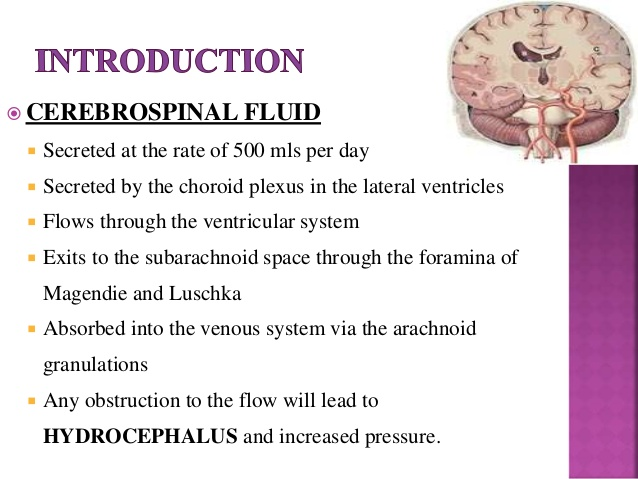 INTRODUCTION
CEREBROSPINAL FLUID
Secreted at the rate of 500 mls per day
Secreted by the choroid plexus in the lateral ventricles
Flows through the ventricular system
Exits to the subarachnoid space through the foramina of
Magendie and Luschka
Absorbed into the venous system via the arachnoid
granulations
Any obstruction to the flow will lead to
HYDROCEPHALUS and increased pressure.